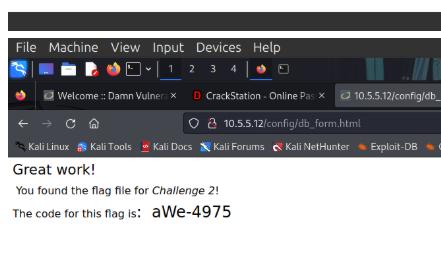 File Machine View Input Devices Help
1 2 3 4
Welcome :: Damn Vulnera × CrackStation - Online Pas × 10.5.5.12/config/db_
10.5.5.12/config/db_form.html
Kali Linux Kali Tools Kali Docs Kali Forums Kali NetHunter Exploit-DB
Great work!
You found the flag file for Challenge 2!
The code for this flag is: aWe-4975